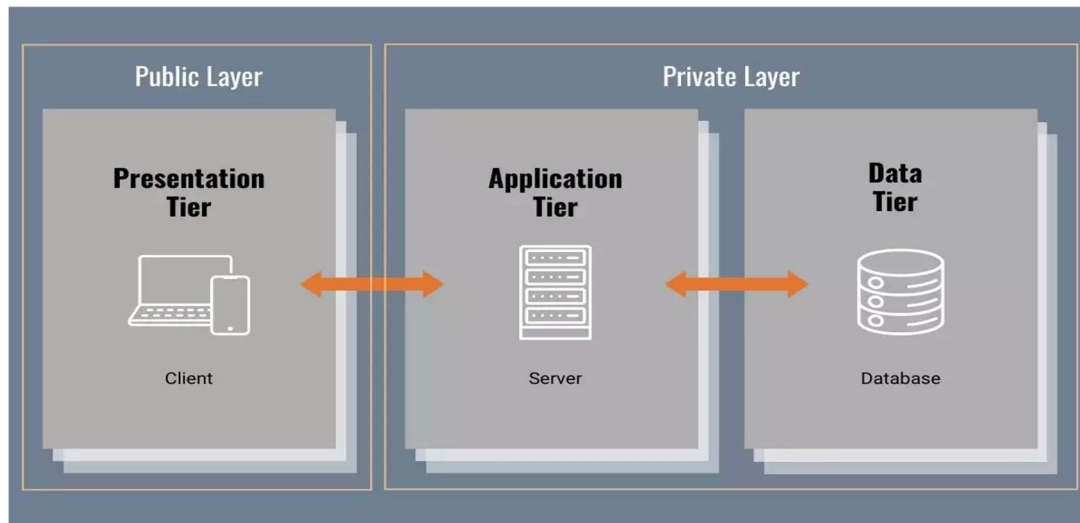 Public Layer
Private Layer
Presentation
Tier
Client
Application
Tier
Server
Data
Tier
Database